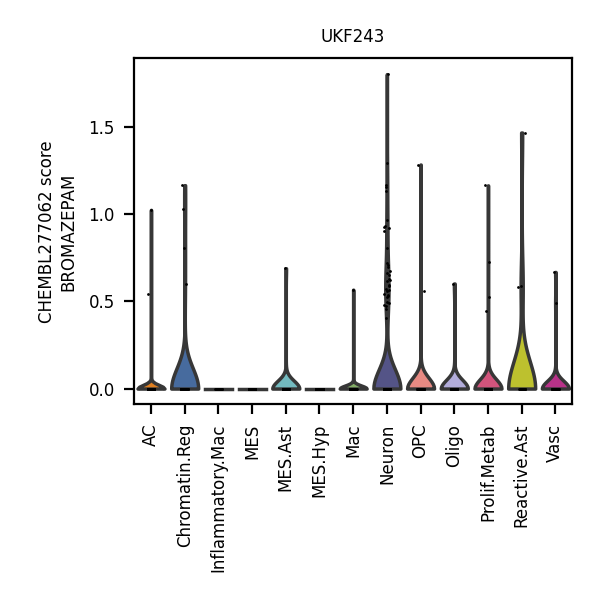 UKF243
CHEMBL277062 score
BROMAZEPAM
1.5
1.0
0.5
0.0
AC
Chromatin.Reg
Inflammatory.Mac
MES
MES.Ast
MES.Hyp
Mac
Neuron
OPC
Oligo
Prolif.Metab
Reactive.Ast
Vasc